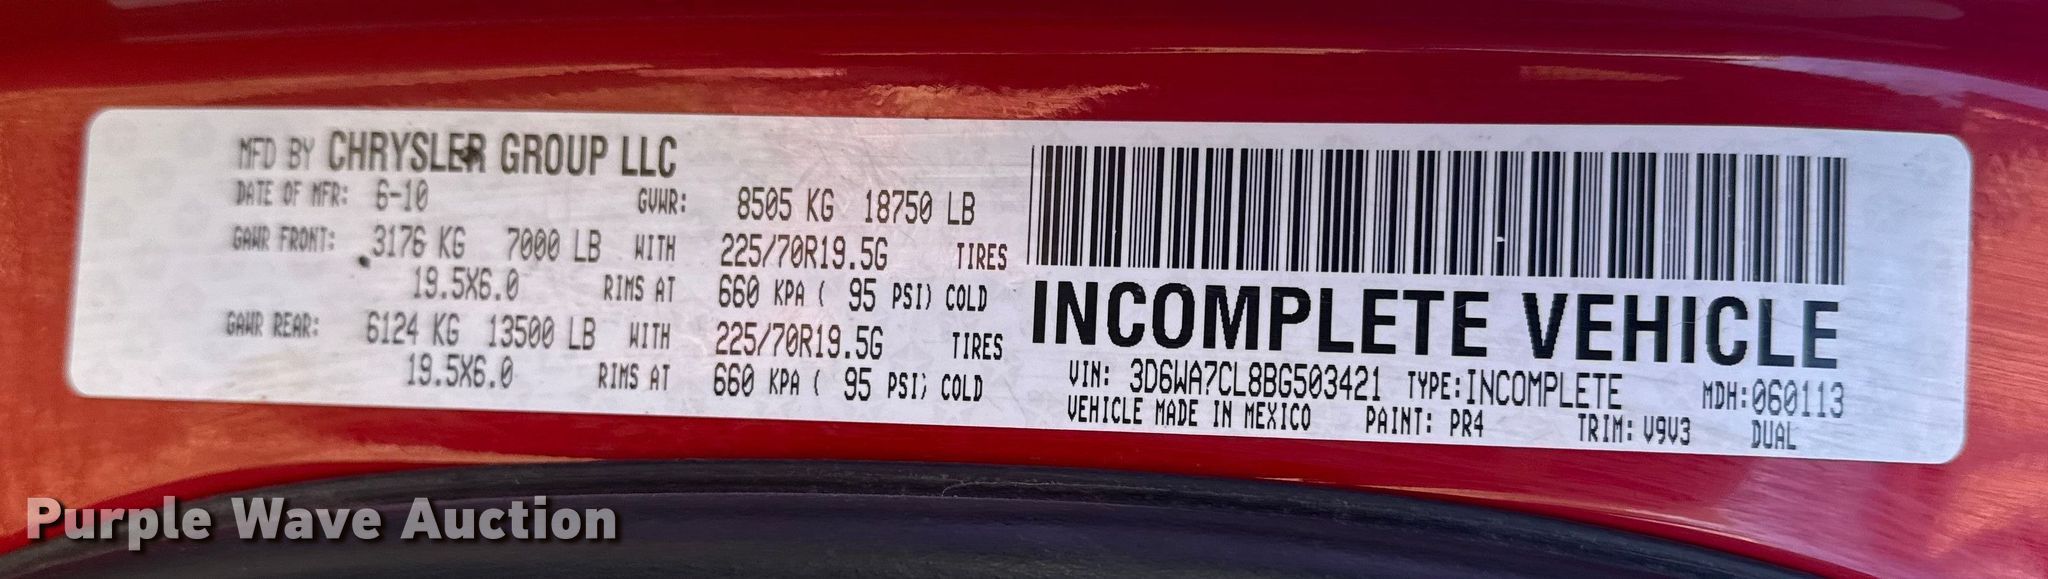 MFD BY CHRYSLER GROUP LLC
DATE OF MFR: 6-10 GVWR: 8505 KG 18750 LB
GAWR FRONT: 3176 KG 7000 LB WITH 225/70R19.5G TIRES
19.5X6.0 RIMS AT 660 KPA ( 95 PSI) COLD
GAWR REAR: 6124 KG 13500 LB WITH 225/70R19.5G TIRES
19.5X6.0 RIMS AT 660 KPA ( 95 PSI) COLD
INCOMPLETE VEHICLE
VIN: 3D6WA7CL8BG503421 TYPE: INCOMPLETE MDH: 060113
VEHICLE MADE IN MEXICO PAINT: PR4 TRIM: V9V3 DUAL
Purple Wave Auction